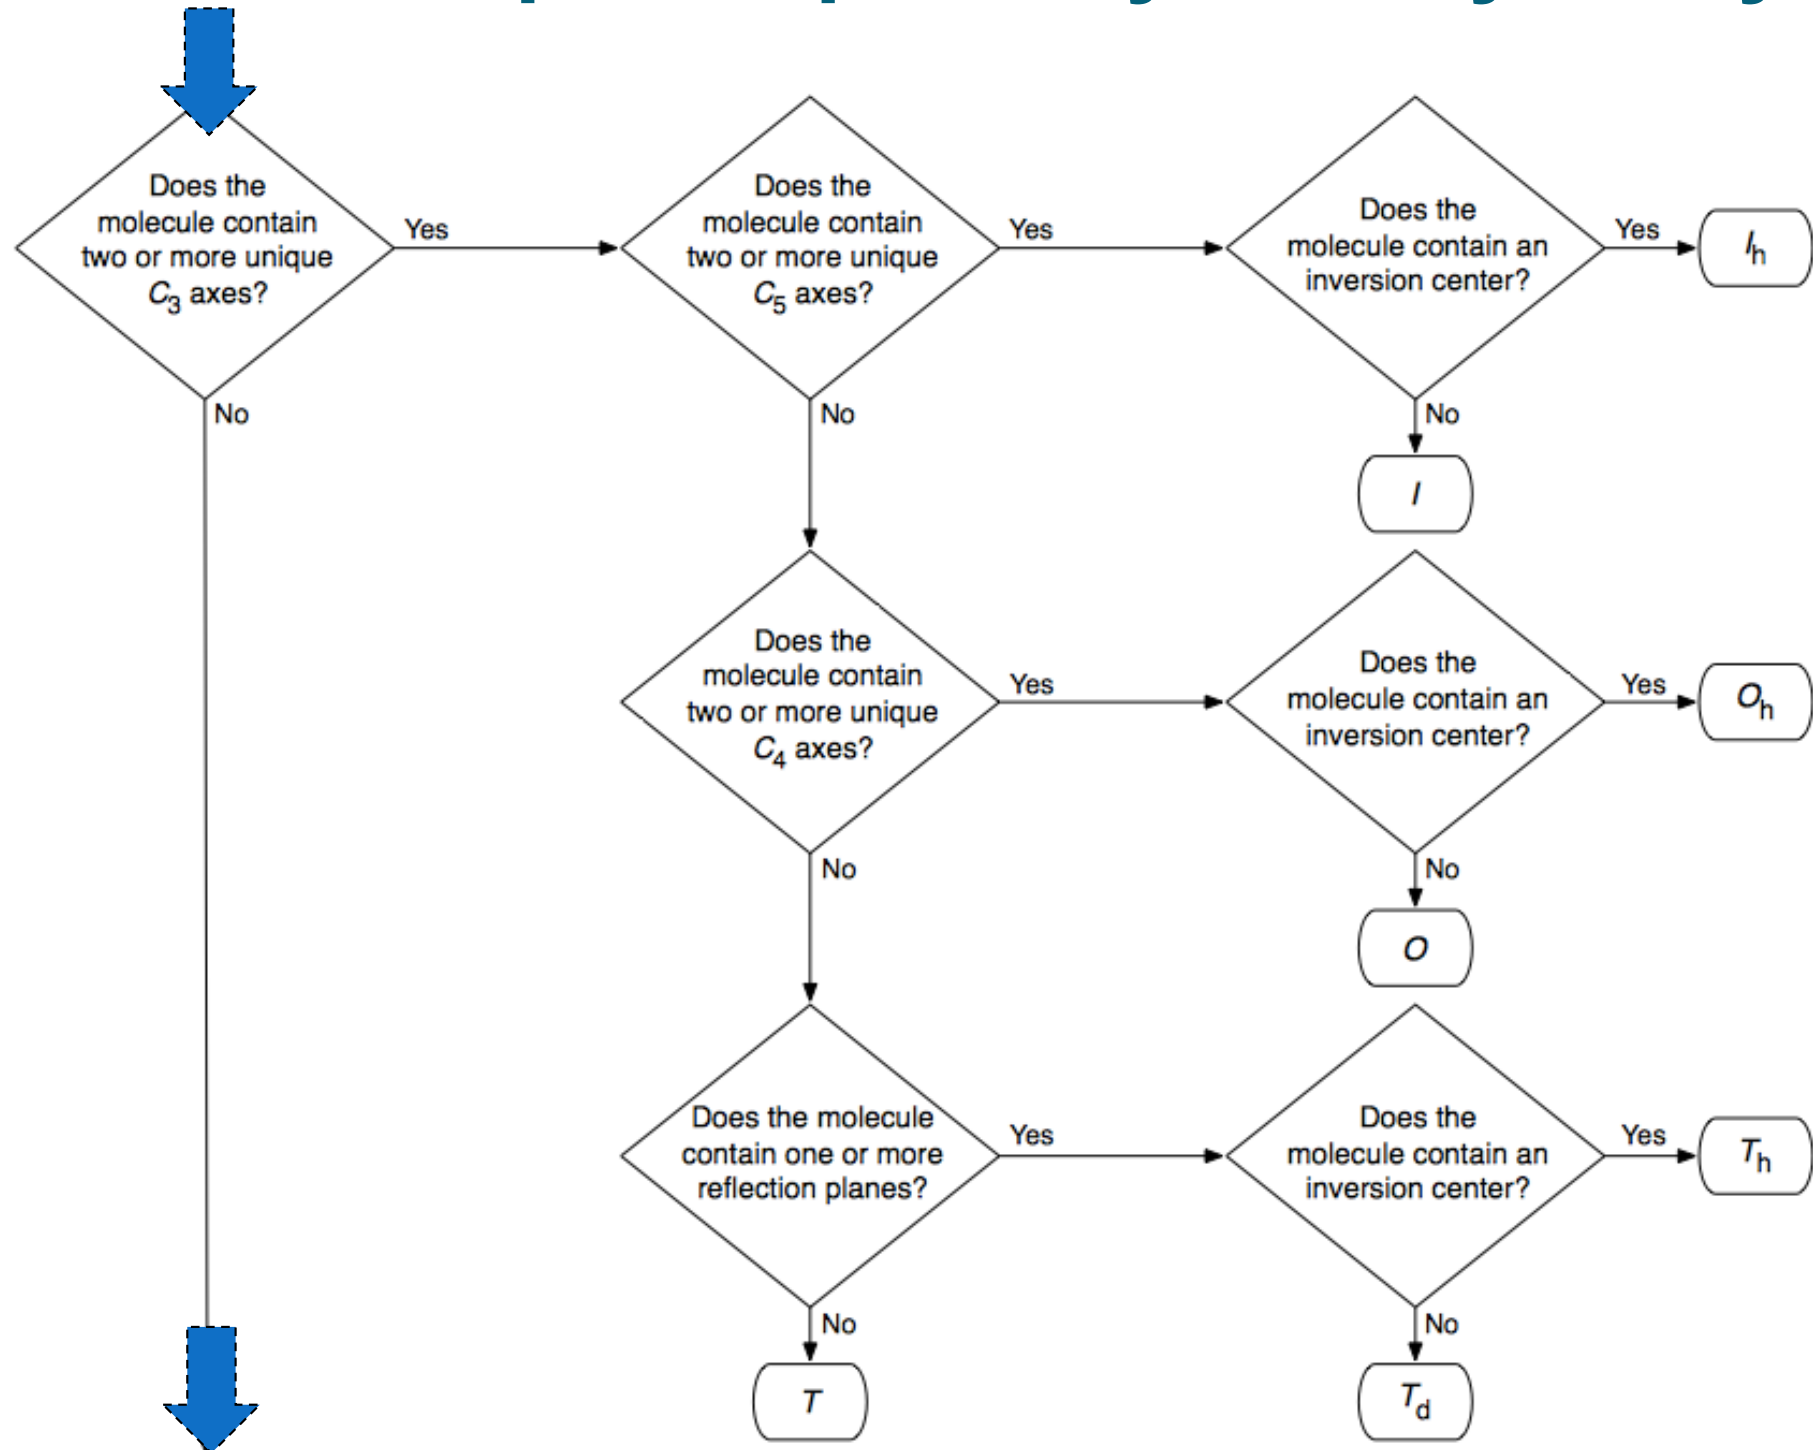 Does the
molecule contain
two or more unique
C3 axes?
Yes
Does the
molecule contain
two or more unique
C5 axes?
Yes
Does the
molecule contain an
inversion center?
Yes
Ih
No
No
No
I
Does the
molecule contain
two or more unique
C4 axes?
Yes
Does the
molecule contain an
inversion center?
Yes
Oh
No
No
O
Does the molecule
contain one or more
reflection planes?
Yes
Does the
molecule contain an
inversion center?
Yes
Th
No
No
T
Td